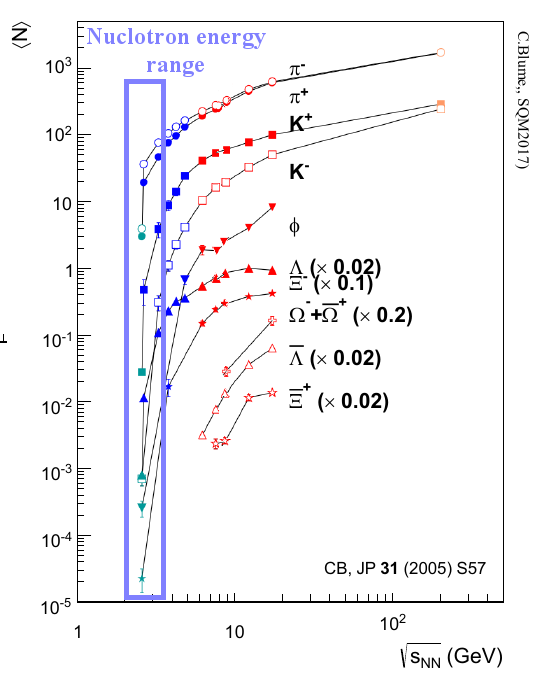 ⟨N⟩
Nuclotron energy
range
C.Blume,, SQM2017)
10³
10²
10
1
10⁻¹
10⁻²
10⁻³
10⁻⁴
10⁻⁵
π⁻
π⁺
K⁺
K⁻
ϕ
Λ (× 0.02)
Ξ⁻ (× 0.1)
Ω⁻+Ω̅⁺ (× 0.2)
Λ̅ (× 0.02)
Ξ̅⁺ (× 0.02)
CB, JP 31 (2005) S57
1
10
10²
√sNN (GeV)